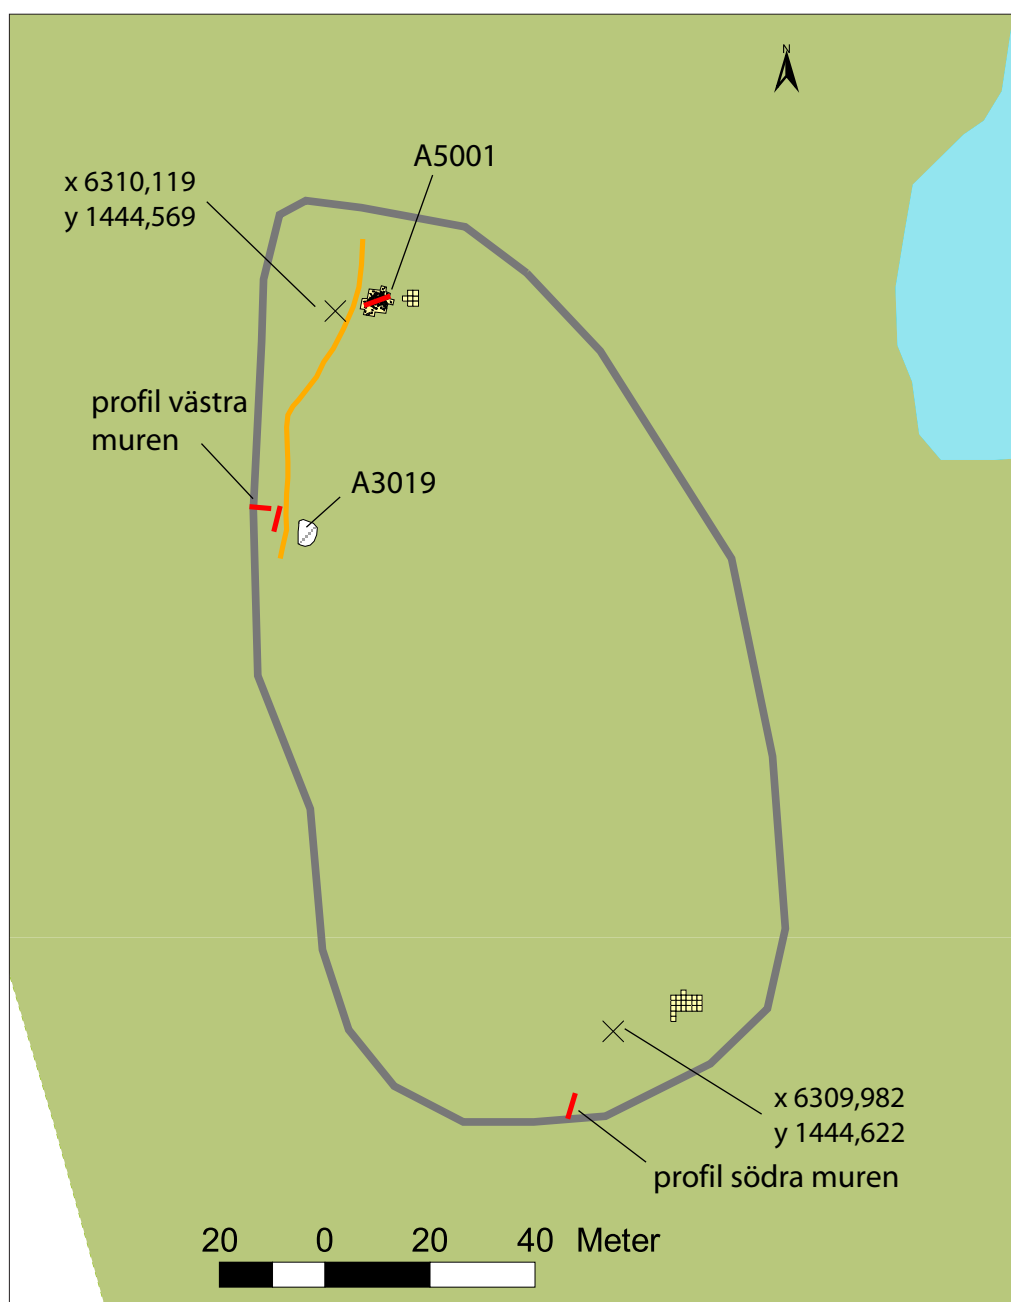 N
A5001
x 6310,119
y 1444,569
profil västra
muren
A3019
x 6309,982
y 1444,622
profil södra muren
20 0 20 40 Meter